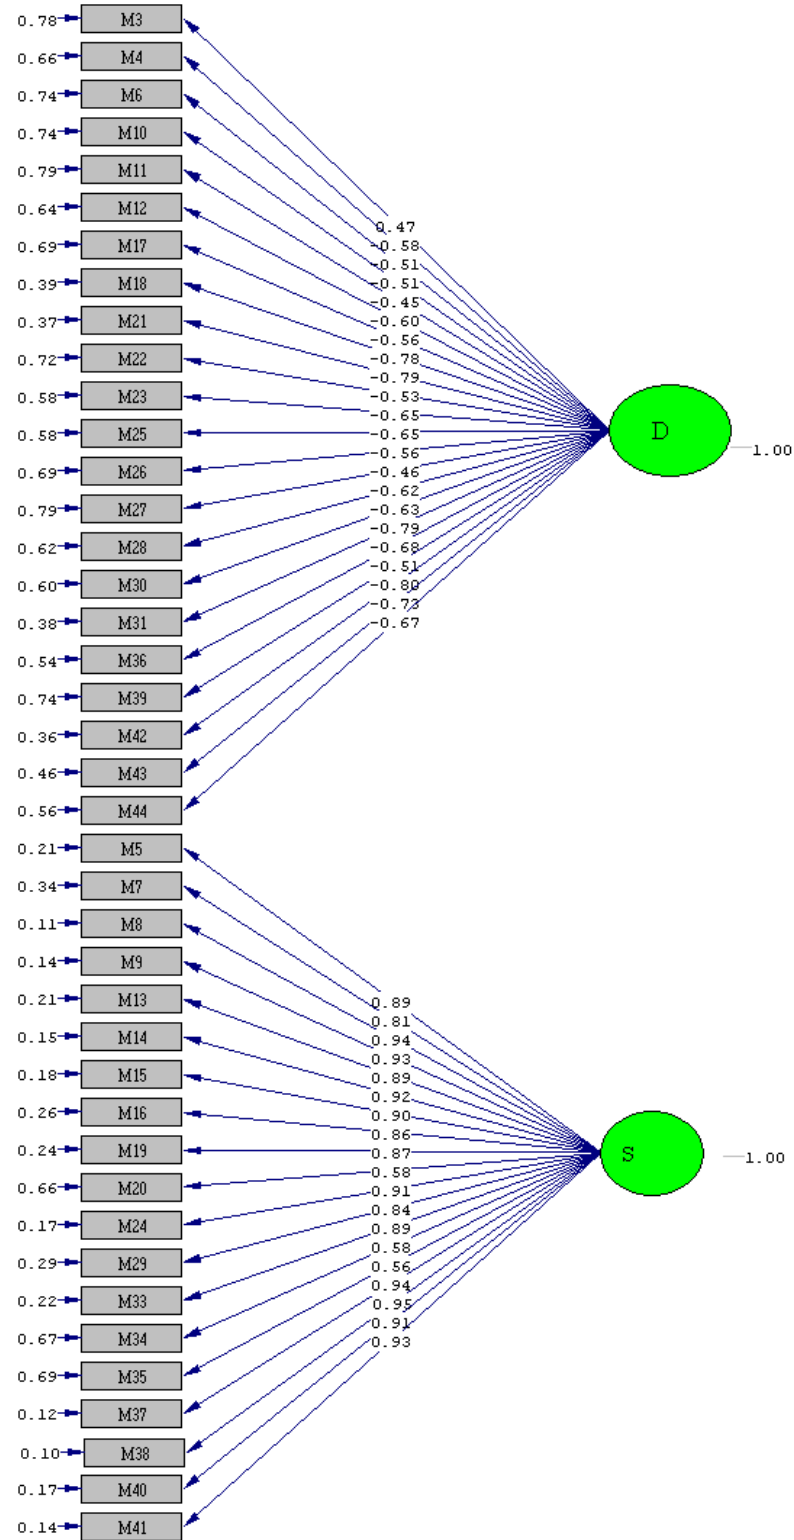 0.78 M3
0.66 M4
0.74 M6
0.74 M10
0.79 M11
0.64 M12
0.69 M17
0.39 M18
0.37 M21
0.72 M22
0.58 M23
0.58 M25
0.69 M26
0.79 M27
0.62 M28
0.60 M30
0.38 M31
0.54 M36
0.74 M39
0.36 M42
0.46 M43
0.56 M44
0.47
-0.58
-0.51
-0.51
-0.45
-0.60
-0.56
-0.78
-0.79
-0.53
-0.65
-0.65
-0.56
-0.46
-0.62
-0.63
-0.79
-0.68
-0.51
-0.80
-0.73
-0.67
D
1.00
0.21 M5
0.34 M7
0.11 M8
0.14 M9
0.21 M13
0.15 M14
0.18 M15
0.26 M16
0.24 M19
0.66 M20
0.17 M24
0.29 M29
0.22 M33
0.67 M34
0.69 M35
0.12 M37
0.10 M38
0.17 M40
0.14 M41
0.89
0.81
0.94
0.93
0.89
0.92
0.90
0.86
0.87
0.58
0.91
0.84
0.89
0.58
0.56
0.94
0.95
0.91
0.93
S
1.00